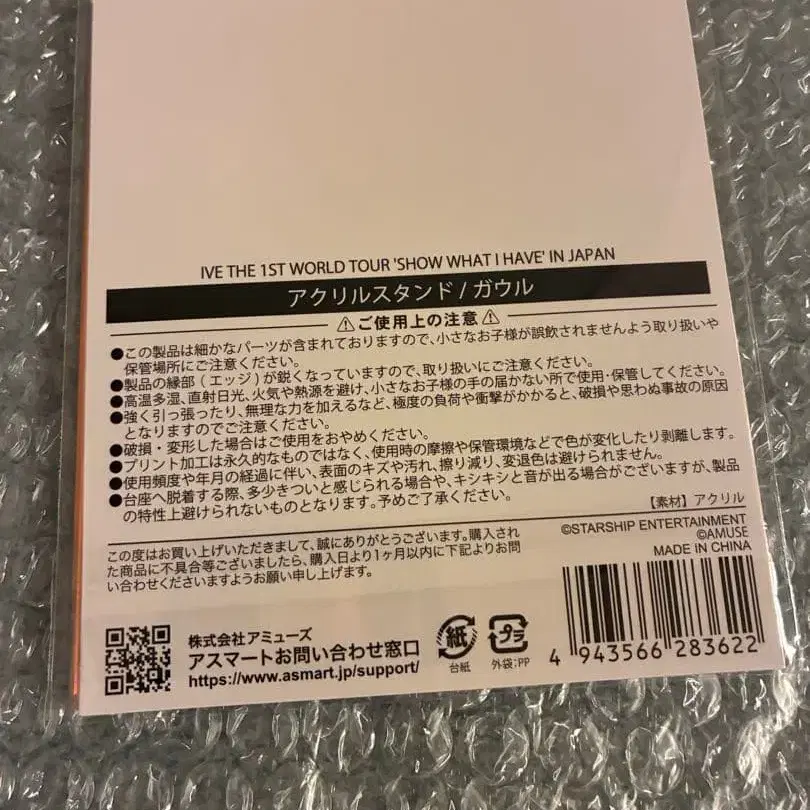 IVE THE 1ST WORLD TOUR 'SHOW WHAT I HAVE' IN JAPAN
アクリルスタンド / ガウル
⚠ご使用上の注意⚠
●この製品は細かなパーツが含まれておりますので、小さなお子様が誤飲されませんよう取り扱いや
保管場所にご注意ください。
●製品の縁部(エッジ)が鋭くなっていますので、取り扱いにご注意ください。
●高温多湿、直射日光、火気や熱源を避け、小さなお子様の手の届かない所で使用・保管してください。
●強く引っ張ったり、無理な力を加えるなど、極度の負荷や衝撃がかかると、破損や思わぬ事故の原因
となりますのでご注意ください。
●破損・変形した場合はご使用をおやめください。
●プリント加工は永久的なものではなく、使用時の摩擦や保管環境などで色が変化したり剥離します。
●使用頻度や年月の経過に伴い、表面のキズや汚れ、擦り減り、変退色は避けられません。
●台座へ脱着する際、多少きついと感じられる場合や、キシキシと音が出る場合がございますが、製品
の特性上避けられないものとなります。予めご了承ください。
【素材】アクリル
この度はお買い上げいただきまして、誠にありがとうございます。購入され
た商品に不具合等ございましたら、購入日より1ヶ月以内に下記よりお問
い合わせくださいますようお願い申し上げます。
©STARSHIP ENTERTAINMENT
©AMUSE
MADE IN CHINA
株式会社アミューズ
アスマートお問い合わせ窓口
https://www.asmart.jp/support/
紙
台紙
プラ
外袋:PP
4 943566 283622